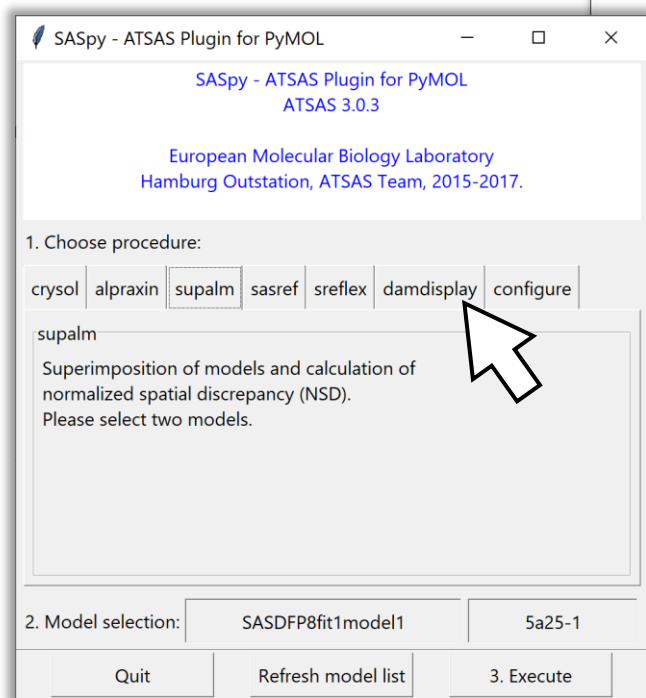 SASpy - ATSAS Plugin for PyMOL
SASpy - ATSAS Plugin for PyMOL
ATSAS 3.0.3
European Molecular Biology Laboratory
Hamburg Outstation, ATSAS Team, 2015-2017.
1. Choose procedure:
crysol alpraxin supalm sasref sreflex damdisplay configure
supalm
Superimposition of models and calculation of
normalized spatial discrepancy (NSD).
Please select two models.
2. Model selection: SASDFP8fit1model1 5a25-1
Quit Refresh model list 3. Execute